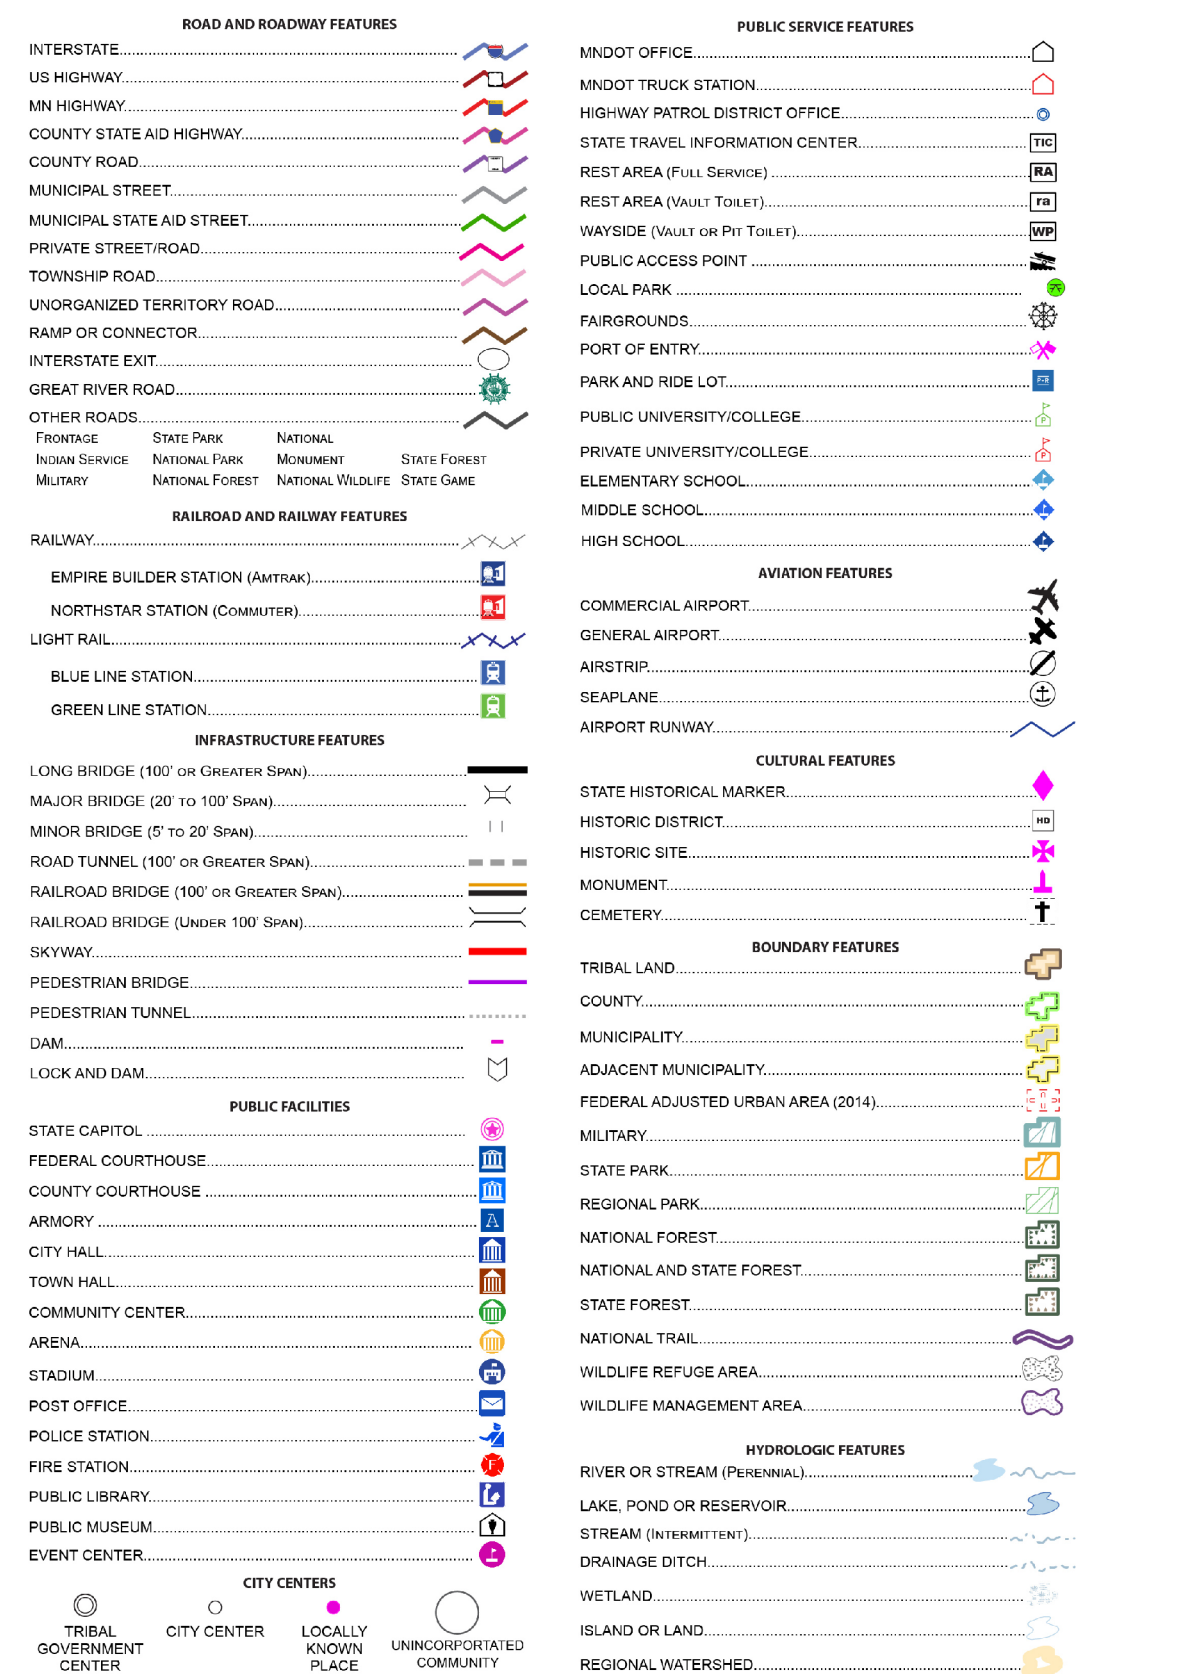 ROAD AND ROADWAY FEATURES
INTERSTATE
US HIGHWAY
MN HIGHWAY
COUNTY STATE AID HIGHWAY
COUNTY ROAD
MUNICIPAL STREET
MUNICIPAL STATE AID STREET
PRIVATE STREET/ROAD
TOWNSHIP ROAD
UNORGANIZED TERRITORY ROAD
RAMP OR CONNECTOR
INTERSTATE EXIT
GREAT RIVER ROAD
OTHER ROADS
FRONTAGE STATE PARK NATIONAL
INDIAN SERVICE NATIONAL PARK MONUMENT STATE FOREST
MILITARY NATIONAL FOREST NATIONAL WILDLIFE STATE GAME
RAILROAD AND RAILWAY FEATURES
RAILWAY
EMPIRE BUILDER STATION (AMTRAK)
NORTHSTAR STATION (COMMUTER)
LIGHT RAIL
BLUE LINE STATION
GREEN LINE STATION
INFRASTRUCTURE FEATURES
LONG BRIDGE (100' OR GREATER SPAN)
MAJOR BRIDGE (20' TO 100' SPAN)
MINOR BRIDGE (5' TO 20' SPAN)
ROAD TUNNEL (100' OR GREATER SPAN)
RAILROAD BRIDGE (100' OR GREATER SPAN)
RAILROAD BRIDGE (UNDER 100' SPAN)
SKYWAY
PEDESTRIAN BRIDGE
PEDESTRIAN TUNNEL
DAM
LOCK AND DAM
PUBLIC FACILITIES
STATE CAPITOL
FEDERAL COURTHOUSE
COUNTY COURTHOUSE
ARMORY A
CITY HALL
TOWN HALL
COMMUNITY CENTER
ARENA
STADIUM
POST OFFICE
POLICE STATION
FIRE STATION F
PUBLIC LIBRARY
PUBLIC MUSEUM
EVENT CENTER
CITY CENTERS
TRIBAL
GOVERNMENT
CENTER
CITY CENTER
LOCALLY
KNOWN
PLACE
UNINCORPORTATED
COMMUNITY
PUBLIC SERVICE FEATURES
MNDOT OFFICE
MNDOT TRUCK STATION
HIGHWAY PATROL DISTRICT OFFICE
STATE TRAVEL INFORMATION CENTER TIC
REST AREA (FULL SERVICE) RA
REST AREA (VAULT TOILET) ra
WAYSIDE (VAULT OR PIT TOILET) WP
PUBLIC ACCESS POINT
LOCAL PARK
FAIRGROUNDS
PORT OF ENTRY
PARK AND RIDE LOT P-R
PUBLIC UNIVERSITY/COLLEGE P
PRIVATE UNIVERSITY/COLLEGE P
ELEMENTARY SCHOOL
MIDDLE SCHOOL
HIGH SCHOOL
AVIATION FEATURES
COMMERCIAL AIRPORT
GENERAL AIRPORT
AIRSTRIP
SEAPLANE
AIRPORT RUNWAY
CULTURAL FEATURES
STATE HISTORICAL MARKER
HISTORIC DISTRICT HD
HISTORIC SITE
MONUMENT
CEMETERY
BOUNDARY FEATURES
TRIBAL LAND
COUNTY
MUNICIPALITY
ADJACENT MUNICIPALITY
FEDERAL ADJUSTED URBAN AREA (2014)
MILITARY
STATE PARK
REGIONAL PARK
NATIONAL FOREST
NATIONAL AND STATE FOREST
STATE FOREST
NATIONAL TRAIL
WILDLIFE REFUGE AREA
WILDLIFE MANAGEMENT AREA
HYDROLOGIC FEATURES
RIVER OR STREAM (PERENNIAL)
LAKE, POND OR RESERVOIR
STREAM (INTERMITTENT)
DRAINAGE DITCH
WETLAND
ISLAND OR LAND
REGIONAL WATERSHED